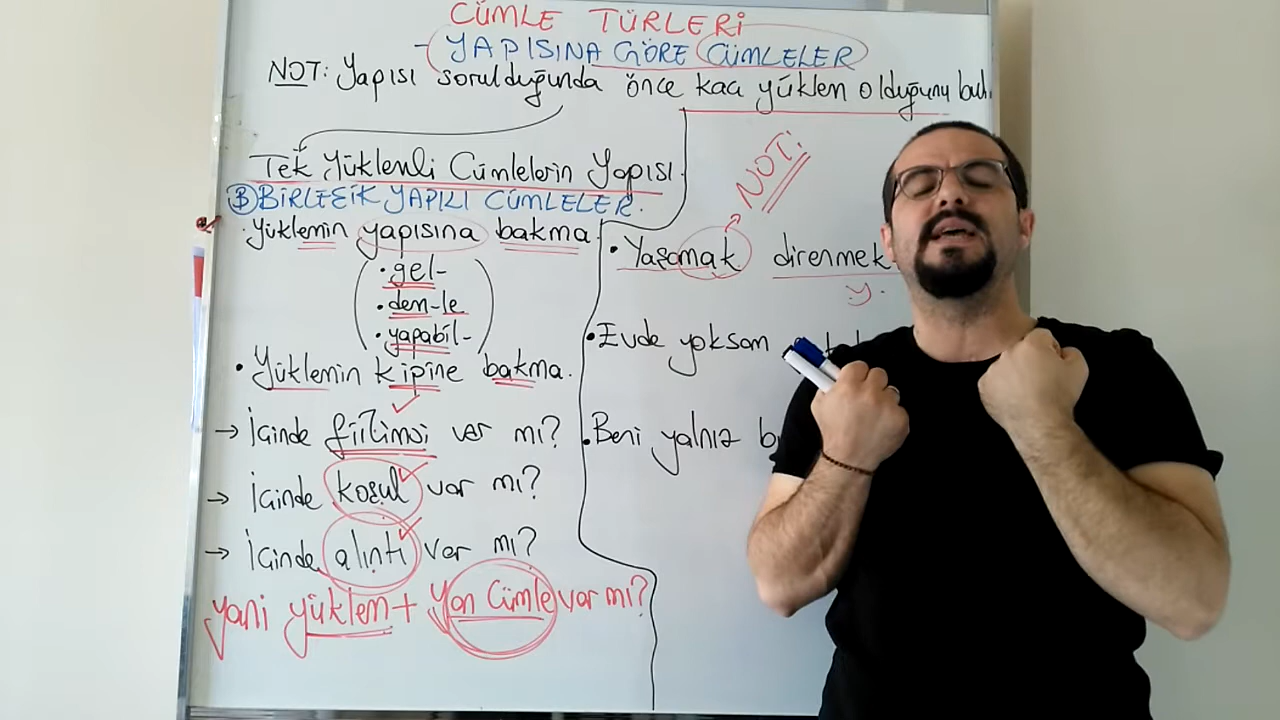 CÜMLE TÜRLERİ
- YAPISINA GÖRE CÜMLELER
NOT: Yapısı sorulduğunda önce kaç yüklem olduğunu bul.
Tek Yüklemli Cümlelerin Yapısı
B) BİRLEŞİK YAPILI CÜMLELER.
• Yüklemin yapısına bakma.
• gel-
• den-le
• yapabil-
• Yüklemin kipine bakma.
→ İçinde fiilimsi var mı?
→ İçinde koşul var mı?
→ İçinde alıntı var mı?
yani yüklem + Yan Cümle var mı?
NOT:
• Yaşamak direnmek
y.
• Evde yoksam
• Beni yalnız